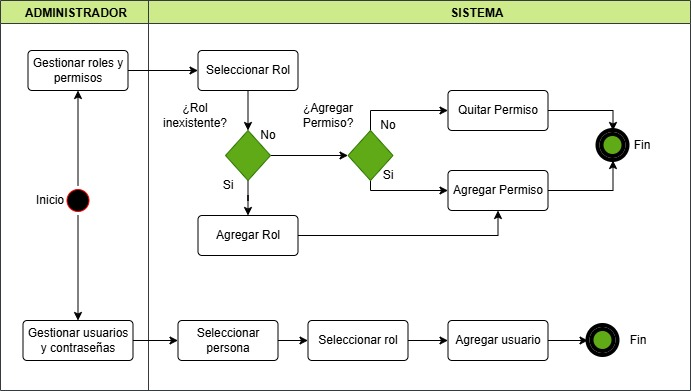 ADMINISTRADOR
SISTEMA
Gestionar roles y
permisos
Seleccionar Rol
¿Rol
inexistente?
No
Si
¿Agregar
Permiso?
No
Si
Quitar Permiso
Agregar Permiso
Fin
Inicio
Agregar Rol
Gestionar usuarios
y contraseñas
Seleccionar
persona
Seleccionar rol
Agregar usuario
Fin